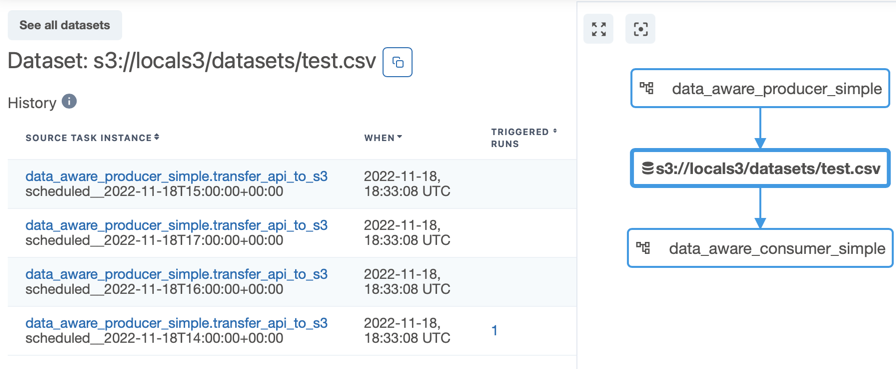 See all datasets
Dataset: s3://locals3/datasets/test.csv
History
SOURCE TASK INSTANCE
WHEN
TRIGGERED
RUNS
data_aware_producer_simple.transfer_api_to_s3
scheduled__2022-11-18T15:00:00+00:00
2022-11-18,
18:33:08 UTC
data_aware_producer_simple.transfer_api_to_s3
scheduled__2022-11-18T17:00:00+00:00
2022-11-18,
18:33:08 UTC
data_aware_producer_simple.transfer_api_to_s3
scheduled__2022-11-18T16:00:00+00:00
2022-11-18,
18:33:08 UTC
data_aware_producer_simple.transfer_api_to_s3
scheduled__2022-11-18T14:00:00+00:00
2022-11-18,
18:33:08 UTC
1
data_aware_producer_simple
s3://locals3/datasets/test.csv
data_aware_consumer_simple